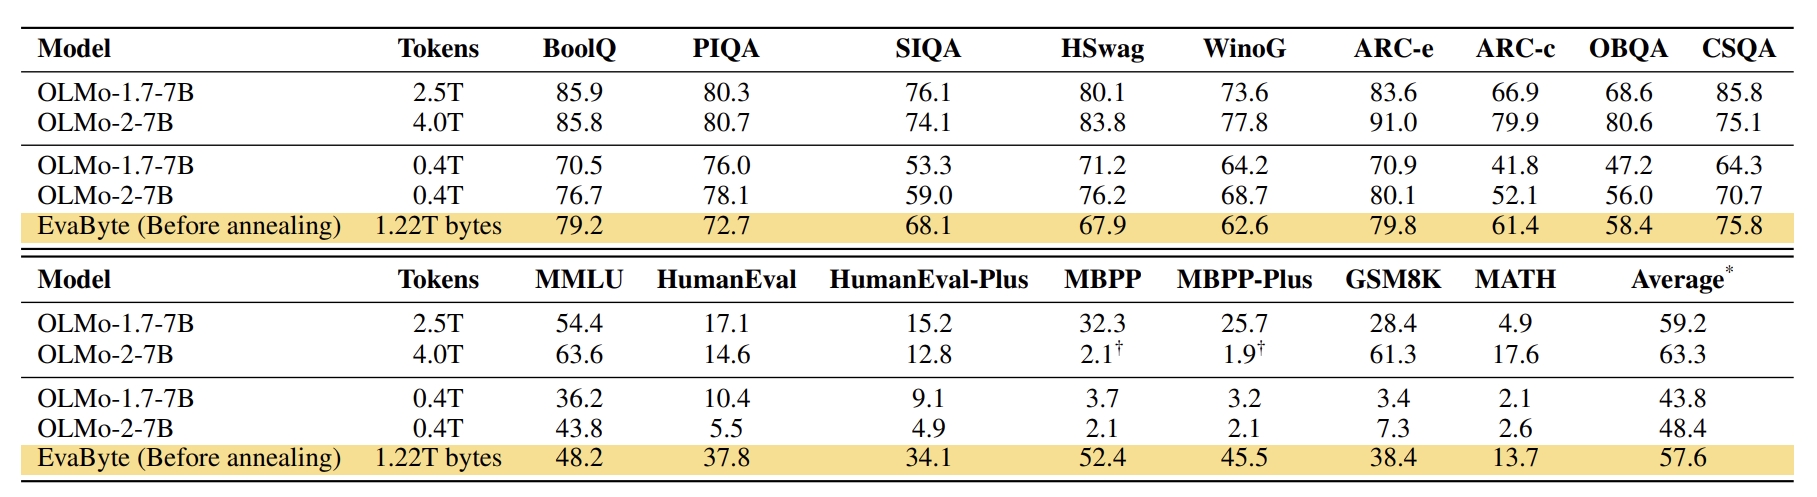 Model Tokens BoolQ PIQA SIQA HSwag WinoG ARC-e ARC-c OBQA CSQA
OLMo-1.7-7B 2.5T 85.9 80.3 76.1 80.1 73.6 83.6 66.9 68.6 85.8
OLMo-2-7B 4.0T 85.8 80.7 74.1 83.8 77.8 91.0 79.9 80.6 75.1
OLMo-1.7-7B 0.4T 70.5 76.0 53.3 71.2 64.2 70.9 41.8 47.2 64.3
OLMo-2-7B 0.4T 76.7 78.1 59.0 76.2 68.7 80.1 52.1 56.0 70.7
EvaByte (Before annealing) 1.22T bytes 79.2 72.7 68.1 67.9 62.6 79.8 61.4 58.4 75.8
Model Tokens MMLU HumanEval HumanEval-Plus MBPP MBPP-Plus GSM8K MATH Average*
OLMo-1.7-7B 2.5T 54.4 17.1 15.2 32.3 25.7 28.4 4.9 59.2
OLMo-2-7B 4.0T 63.6 14.6 12.8 2.1† 1.9† 61.3 17.6 63.3
OLMo-1.7-7B 0.4T 36.2 10.4 9.1 3.7 3.2 3.4 2.1 43.8
OLMo-2-7B 0.4T 43.8 5.5 4.9 2.1 2.1 7.3 2.6 48.4
EvaByte (Before annealing) 1.22T bytes 48.2 37.8 34.1 52.4 45.5 38.4 13.7 57.6